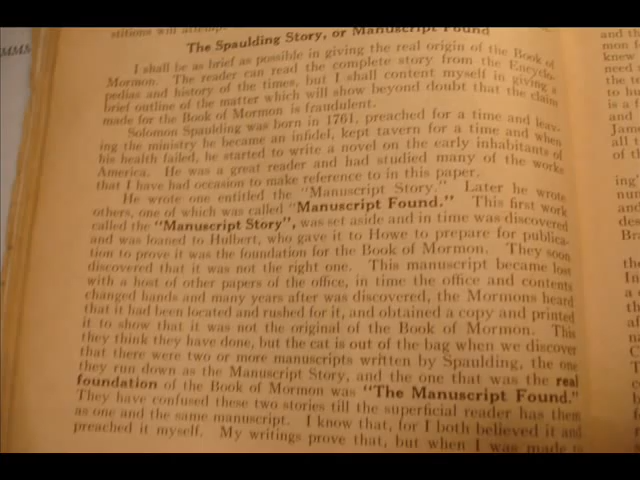 stitions will
The Spaulding Story, or Manuscript Found
I shall be as brief as possible in giving the real origin of the Book of
Mormon. The reader can read the complete story from the Encyclo-
pedias and history of the times, but I shall content myself in giving a
brief outline of the matter which will show beyond doubt that the claim
made for the Book of Mormon is fraudulent.
Solomon Spaulding was born in 1761, preached for a time and leav-
ing the ministry he became an infidel, kept tavern for a time and when
his health failed, he started to write a novel on the early inhabitants of
America. He was a great reader and had studied many of the works
that I have had occasion to make reference to in this paper.
He wrote one entitled the "Manuscript Story." Later he wrote
others, one of which was called "Manuscript Found." This first work
called the "Manuscript Story", was set aside and in time was discovered
and was loaned to Hulbert, who gave it to Howe to prepare for publica-
tion to prove it was the foundation for the Book of Mormon. They soon
discovered that it was not the right one. This manuscript became lost
with a host of other papers of the office, in time the office and contents
changed hands and many years after was discovered, the Mormons heard
that it had been located and rushed for it, and obtained a copy and printed
it to show that it was not the original of the Book of Mormon. This
they think they have done, but the cat is out of the bag when we discover
that there were two or more manuscripts written by Spaulding, the one
they run down as the Manuscript Story, and the one that was the real
foundation of the Book of Mormon was "The Manuscript Found."
They have confused these two stories till the superficial reader has them
as one and the same manuscript. I know that, for I both believed it and
preached it myself. My writings prove that, but when I was made to